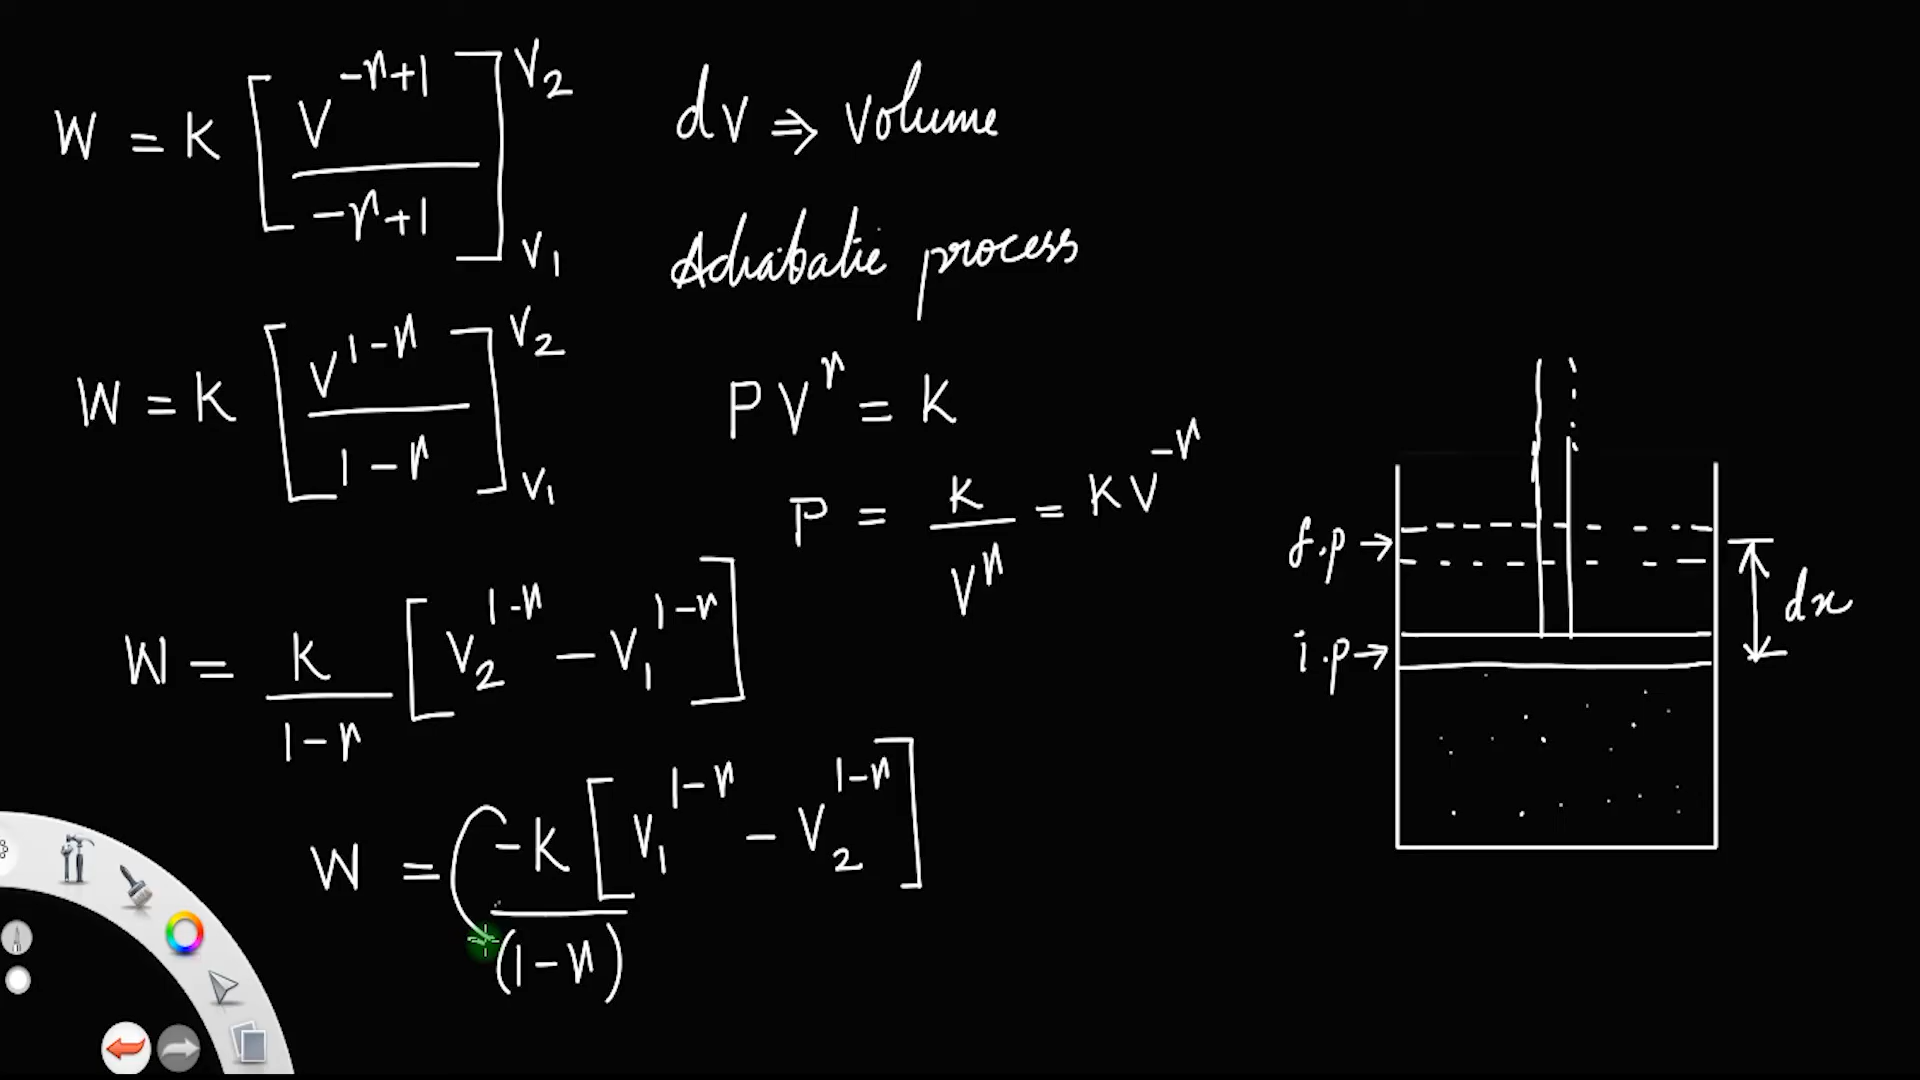 W = K [V^{-n+1} / -n+1]_{V1}^{V2}
dv ⇒ Volume
Adiabatic process
W = K [V^{1-n} / 1-n]_{V1}^{V2}
PV^n = K
P = K / V^n = KV^{-n}
W = K / 1-n [V2^{1-n} - V1^{1-n}]
W = -K / (1-n) [V1^{1-n} - V2^{1-n}]
f.p →
i.p →
dx